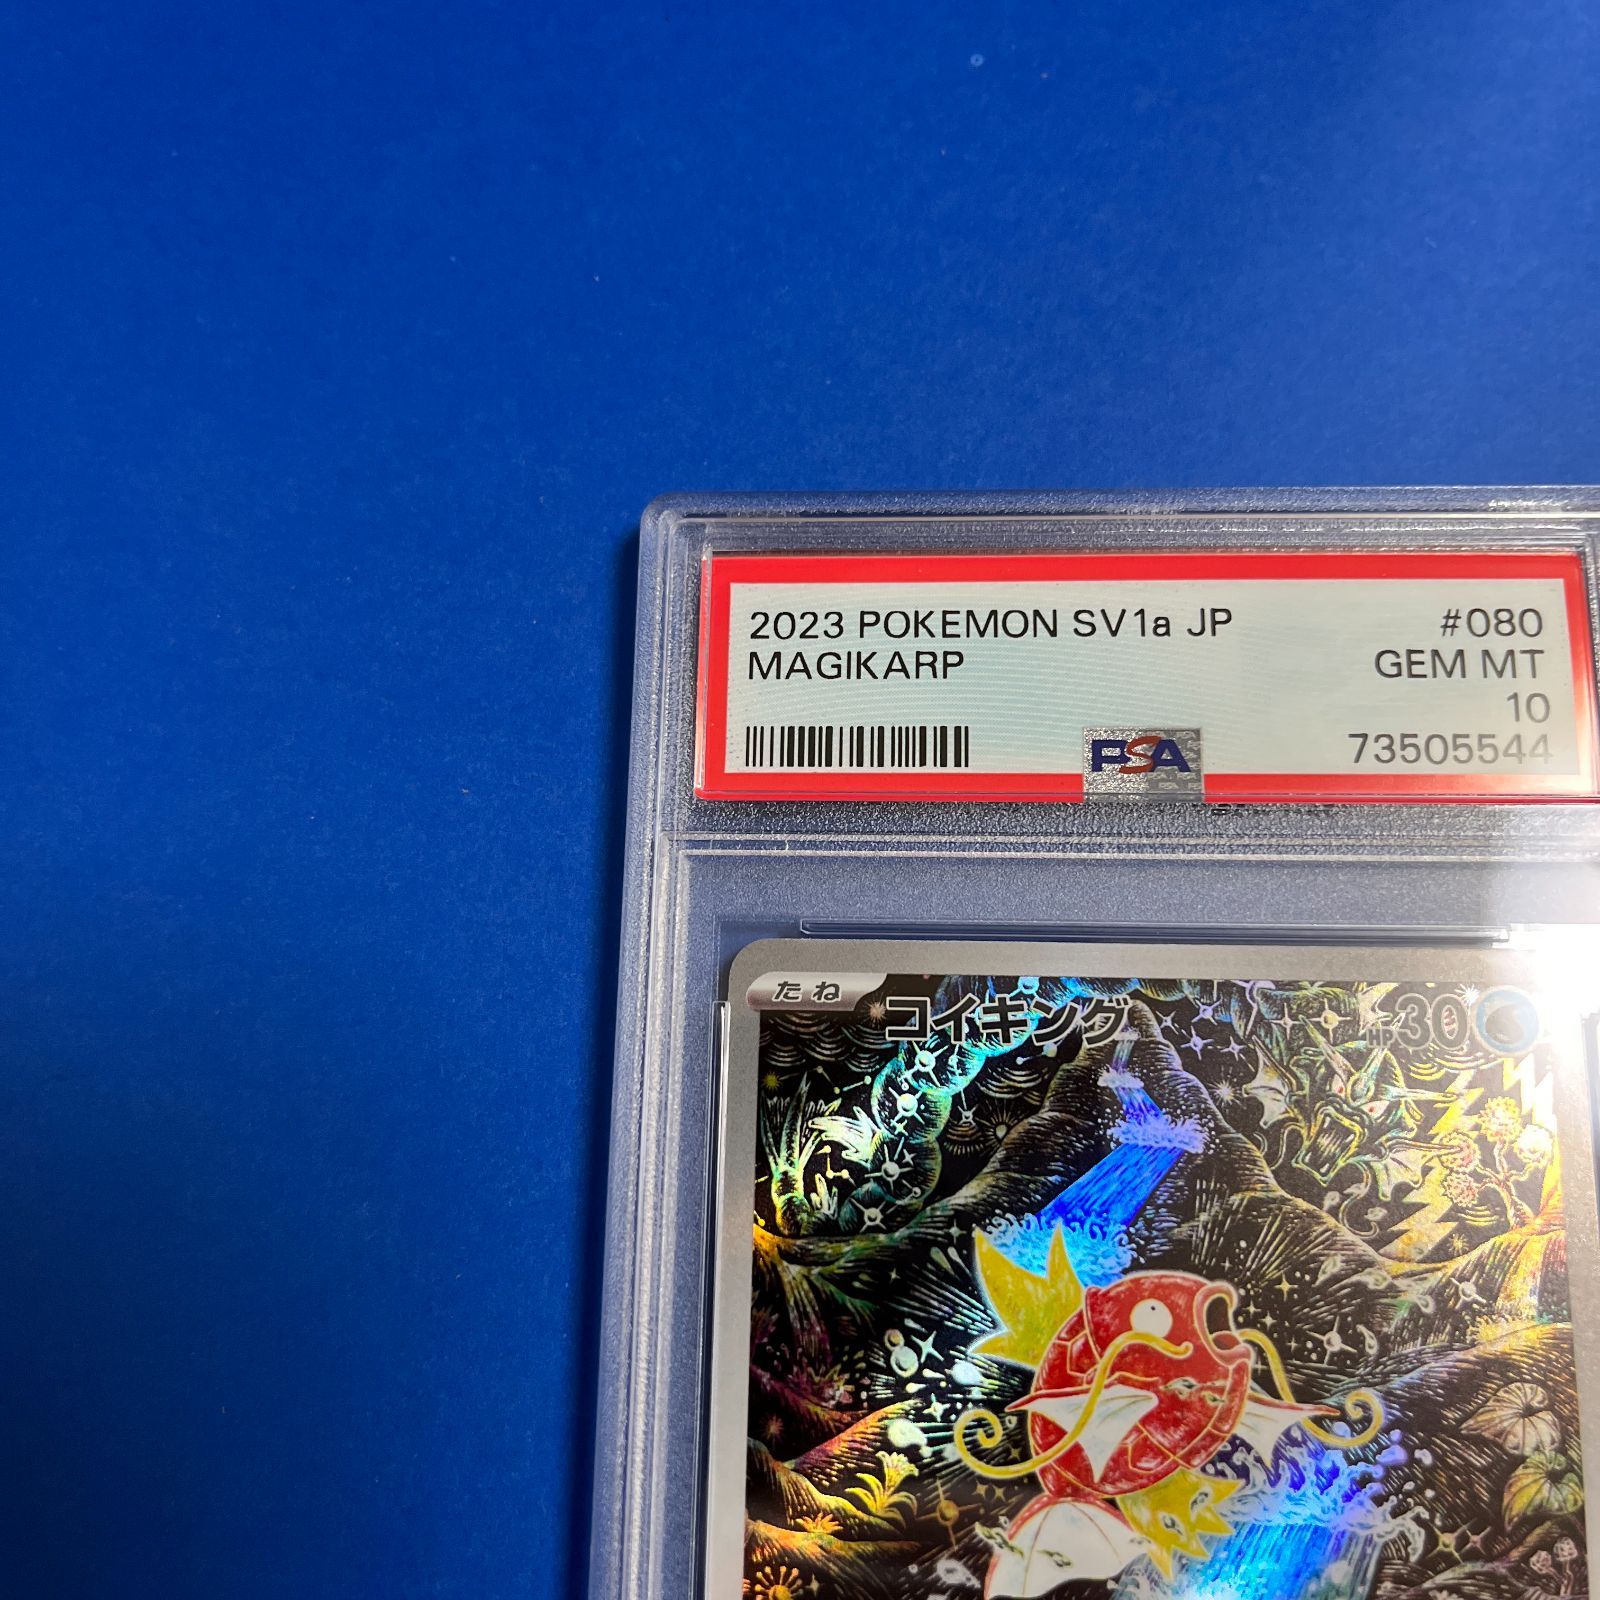 2023 POKEMON SV1a JP #080
MAGIKARP GEM MT
10
PSA 73505544
たね コイキング HP30